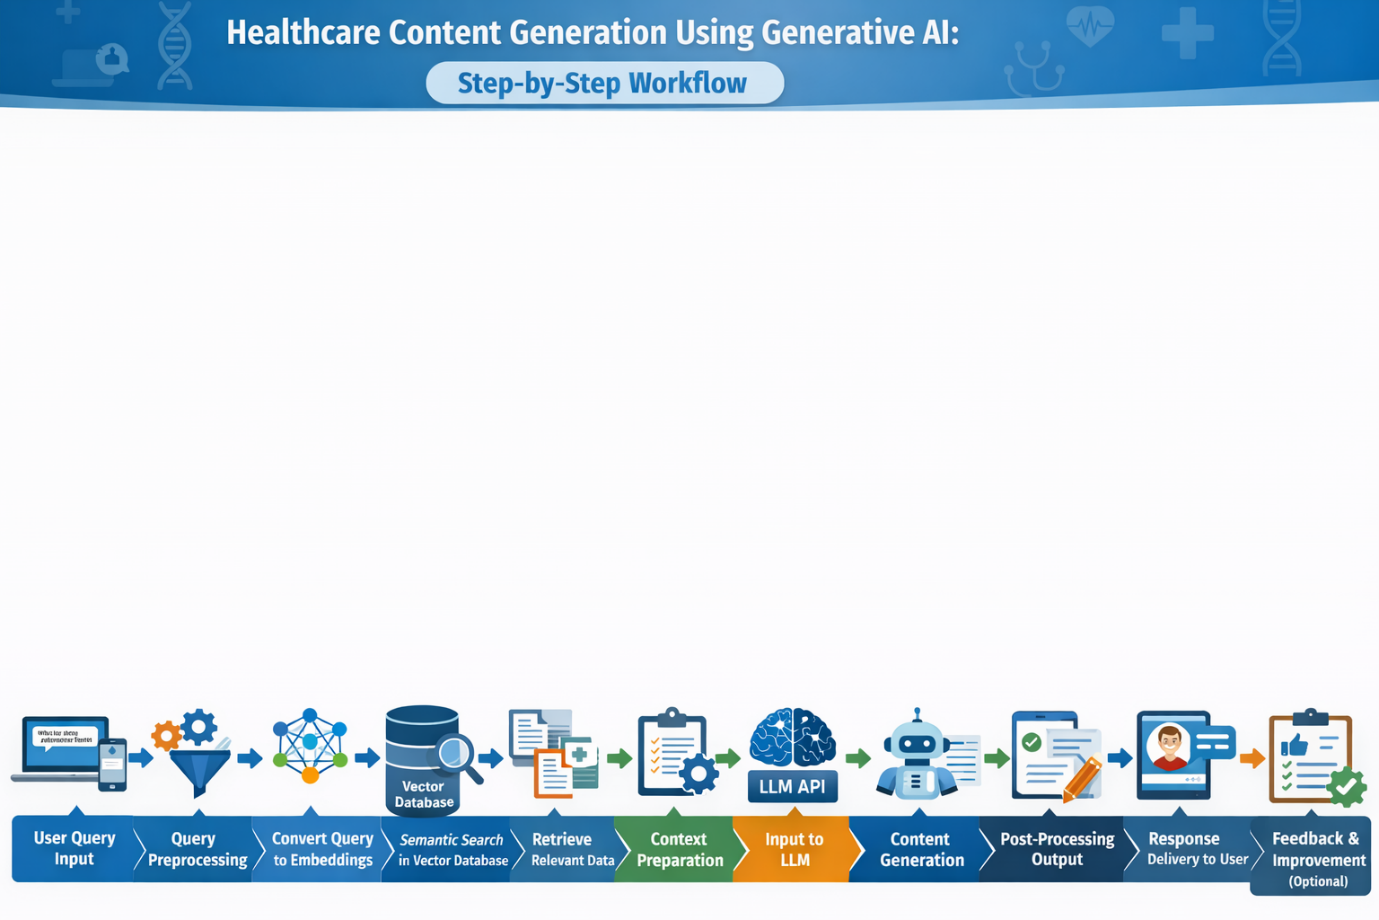 Healthcare Content Generation Using Generative AI:
Step-by-Step Workflow
Vector
Database
LLM API
User Query
Input
Query
Preprocessing
Convert Query
to Embeddings
Semantic Search
in Vector Database
Retrieve
Relevant Data
Context
Preparation
Input to
LLM
Content
Generation
Post-Processing
Output
Response
Delivery to User
Feedback &
Improvement
(Optional)